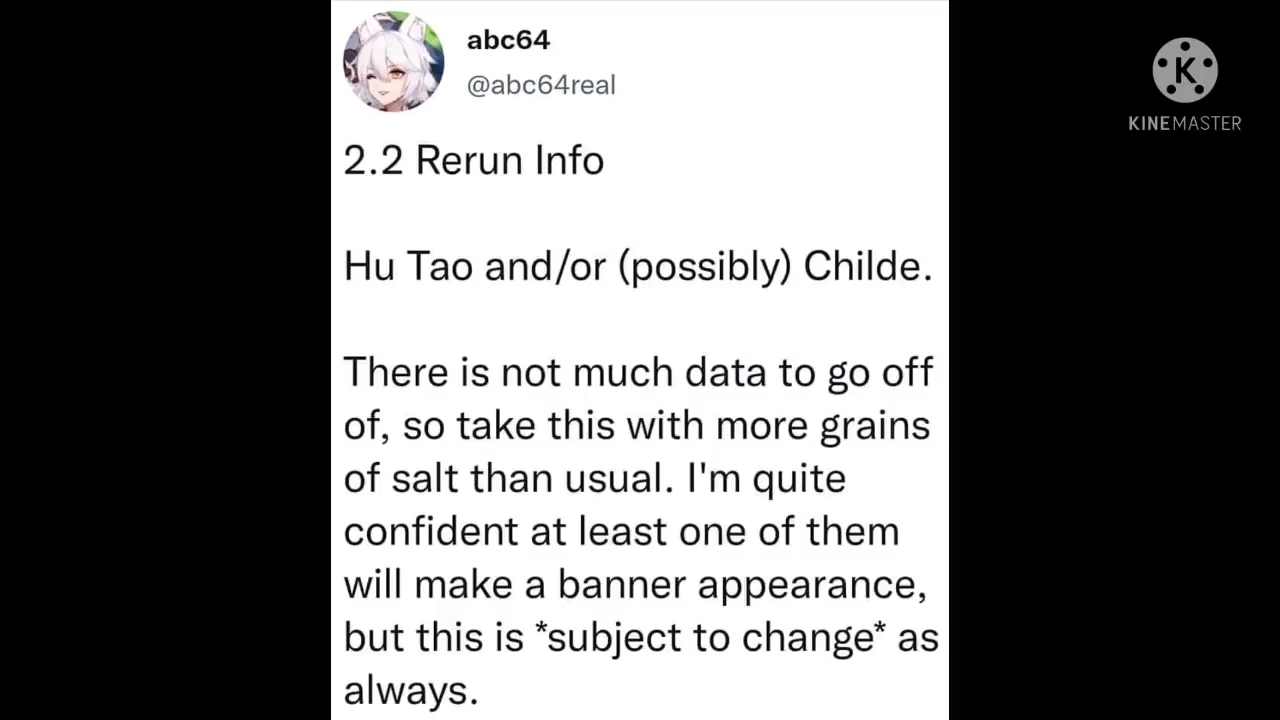 abc64
@abc64real
2.2 Rerun Info
Hu Tao and/or (possibly) Childe.
There is not much data to go off
of, so take this with more grains
of salt than usual. I'm quite
confident at least one of them
will make a banner appearance,
but this is *subject to change* as
always.
K
KINEMASTER